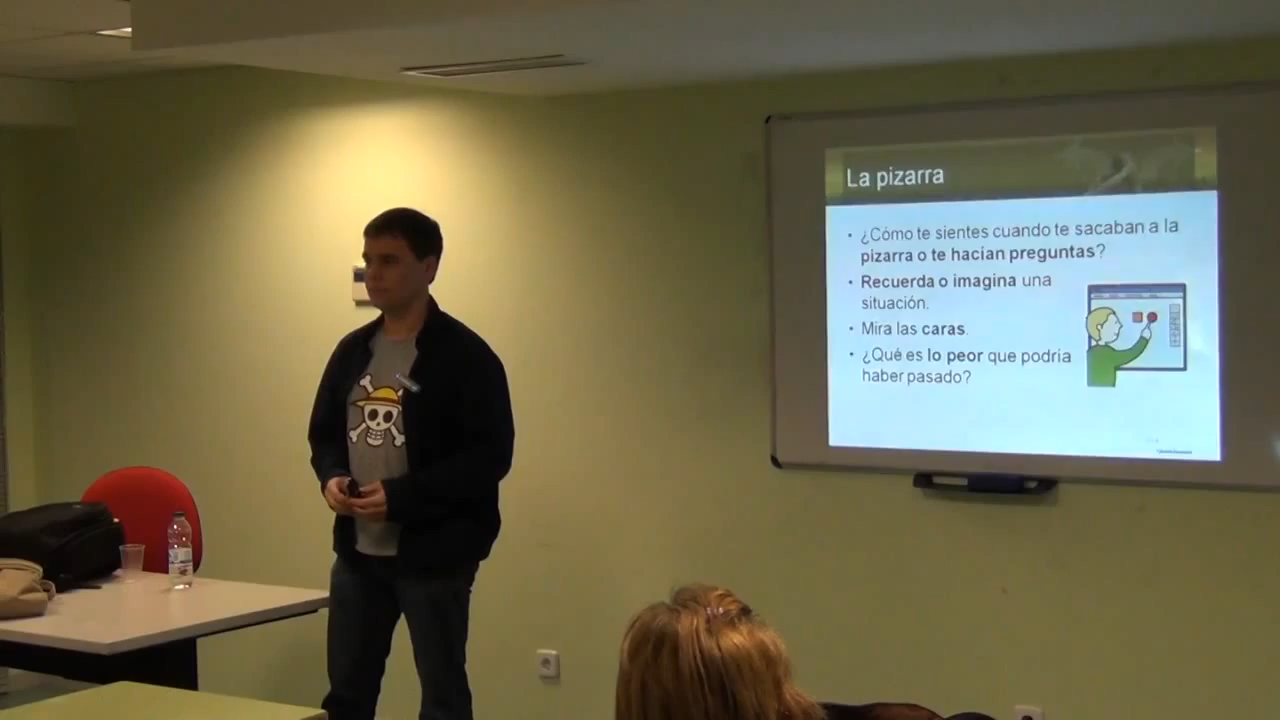 La pizarra
• ¿Cómo te sientes cuando te sacaban a la
pizarra o te hacían preguntas?
• Recuerda o imagina una
situación.
• Mira las caras.
• ¿Qué es lo peor que podría
haber pasado?